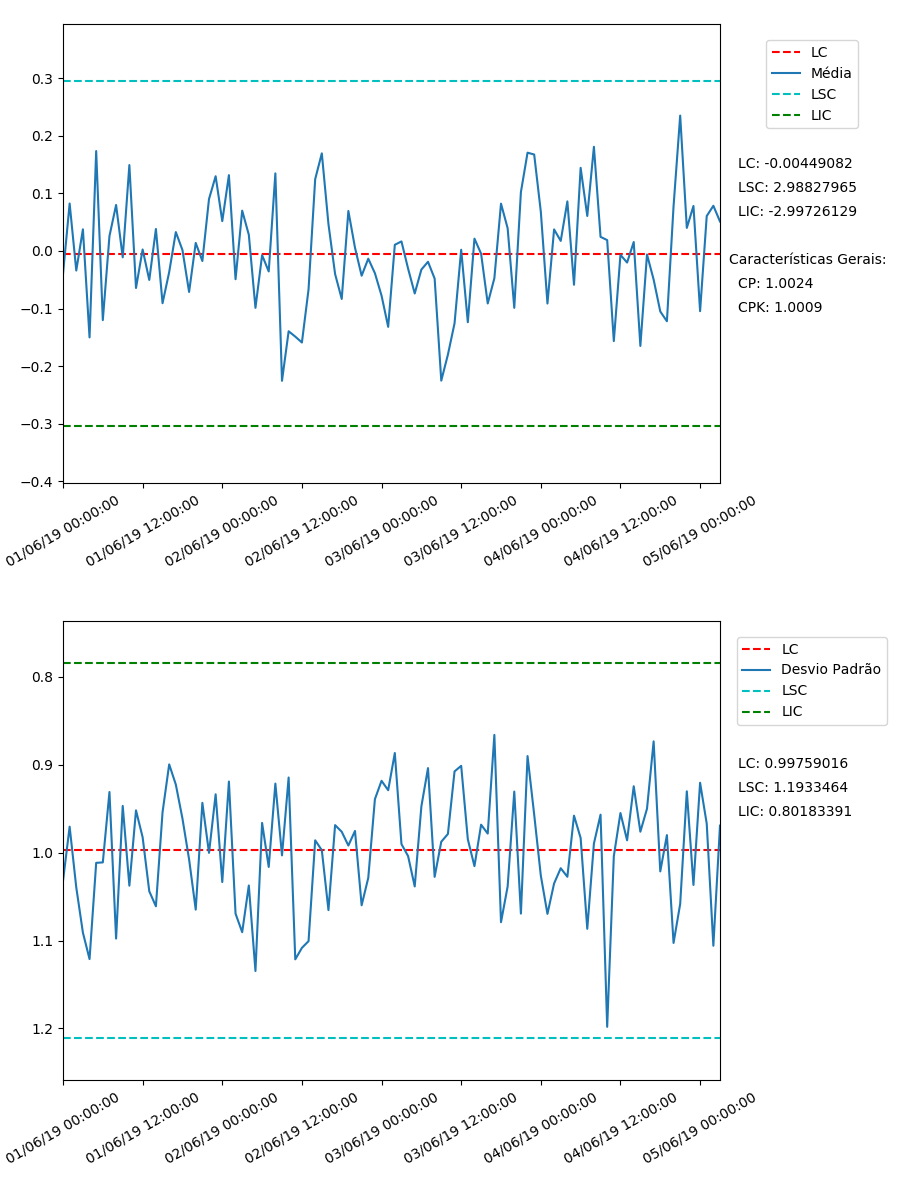 LC
Média
LSC
LIC
LC: -0.00449082
LSC: 2.98827965
LIC: -2.99726129
Características Gerais:
CP: 1.0024
CPK: 1.0009
0.3
0.2
0.1
0.0
−0.1
−0.2
−0.3
−0.4
01/06/19 00:00:00
01/06/19 12:00:00
02/06/19 00:00:00
02/06/19 12:00:00
03/06/19 00:00:00
03/06/19 12:00:00
04/06/19 00:00:00
04/06/19 12:00:00
05/06/19 00:00:00
LC
Desvio Padrão
LSC
LIC
LC: 0.99759016
LSC: 1.1933464
LIC: 0.80183391
0.8
0.9
1.0
1.1
1.2
01/06/19 00:00:00
01/06/19 12:00:00
02/06/19 00:00:00
02/06/19 12:00:00
03/06/19 00:00:00
03/06/19 12:00:00
04/06/19 00:00:00
04/06/19 12:00:00
05/06/19 00:00:00